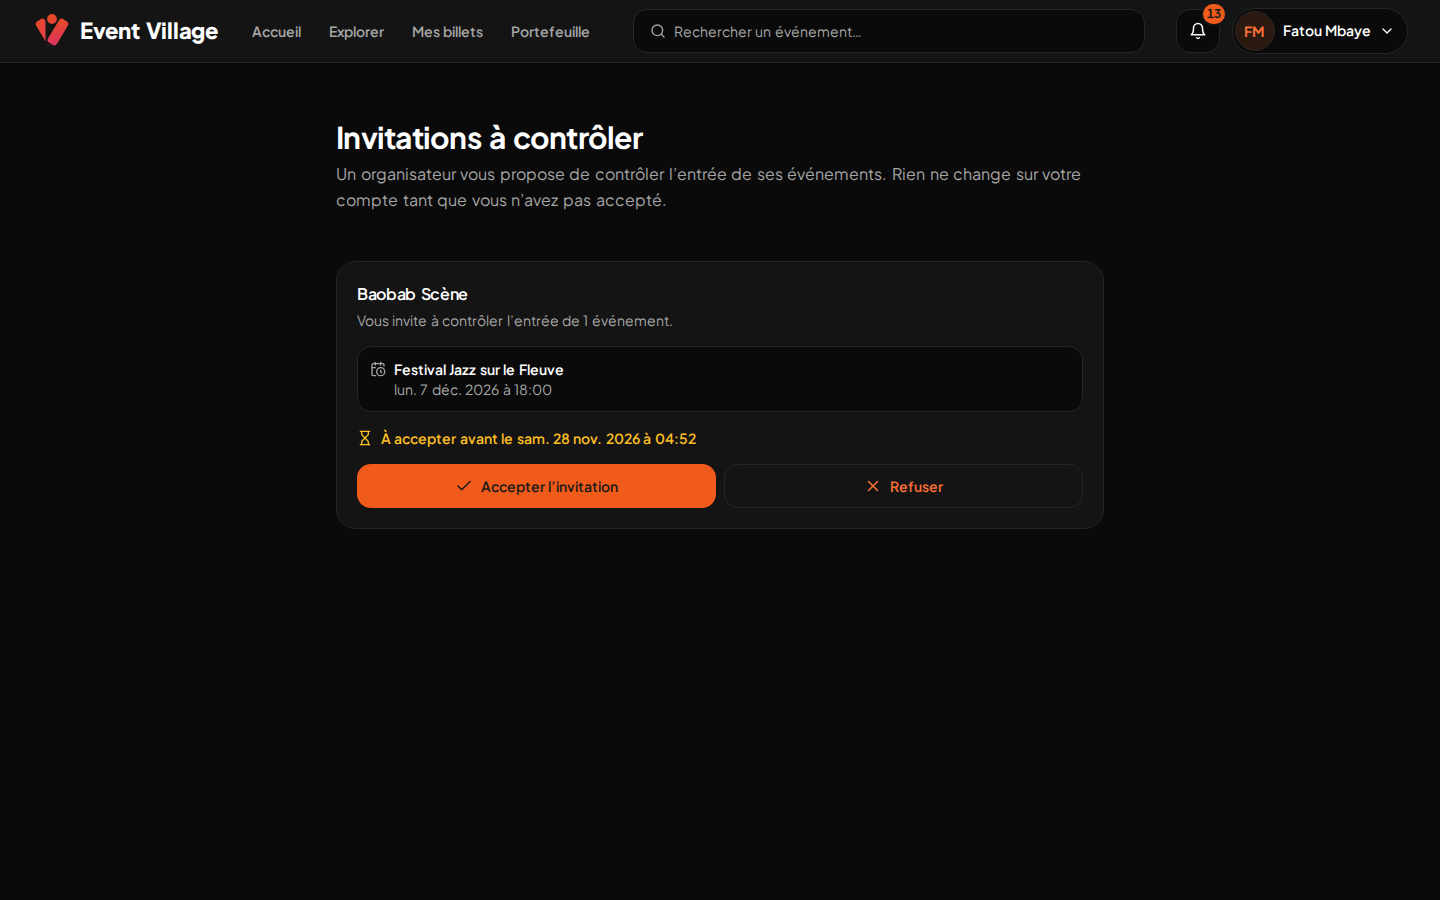 Event Village
Accueil
Explorer
Mes billets
Portefeuille
Rechercher un événement…
13
FM
Fatou Mbaye
Invitations à contrôler
Un organisateur vous propose de contrôler l’entrée de ses événements. Rien ne change sur votre
compte tant que vous n’avez pas accepté.
Baobab Scène
Vous invite à contrôler l’entrée de 1 événement.
Festival Jazz sur le Fleuve
lun. 7 déc. 2026 à 18:00
À accepter avant le sam. 28 nov. 2026 à 04:52
Accepter l’invitation
Refuser